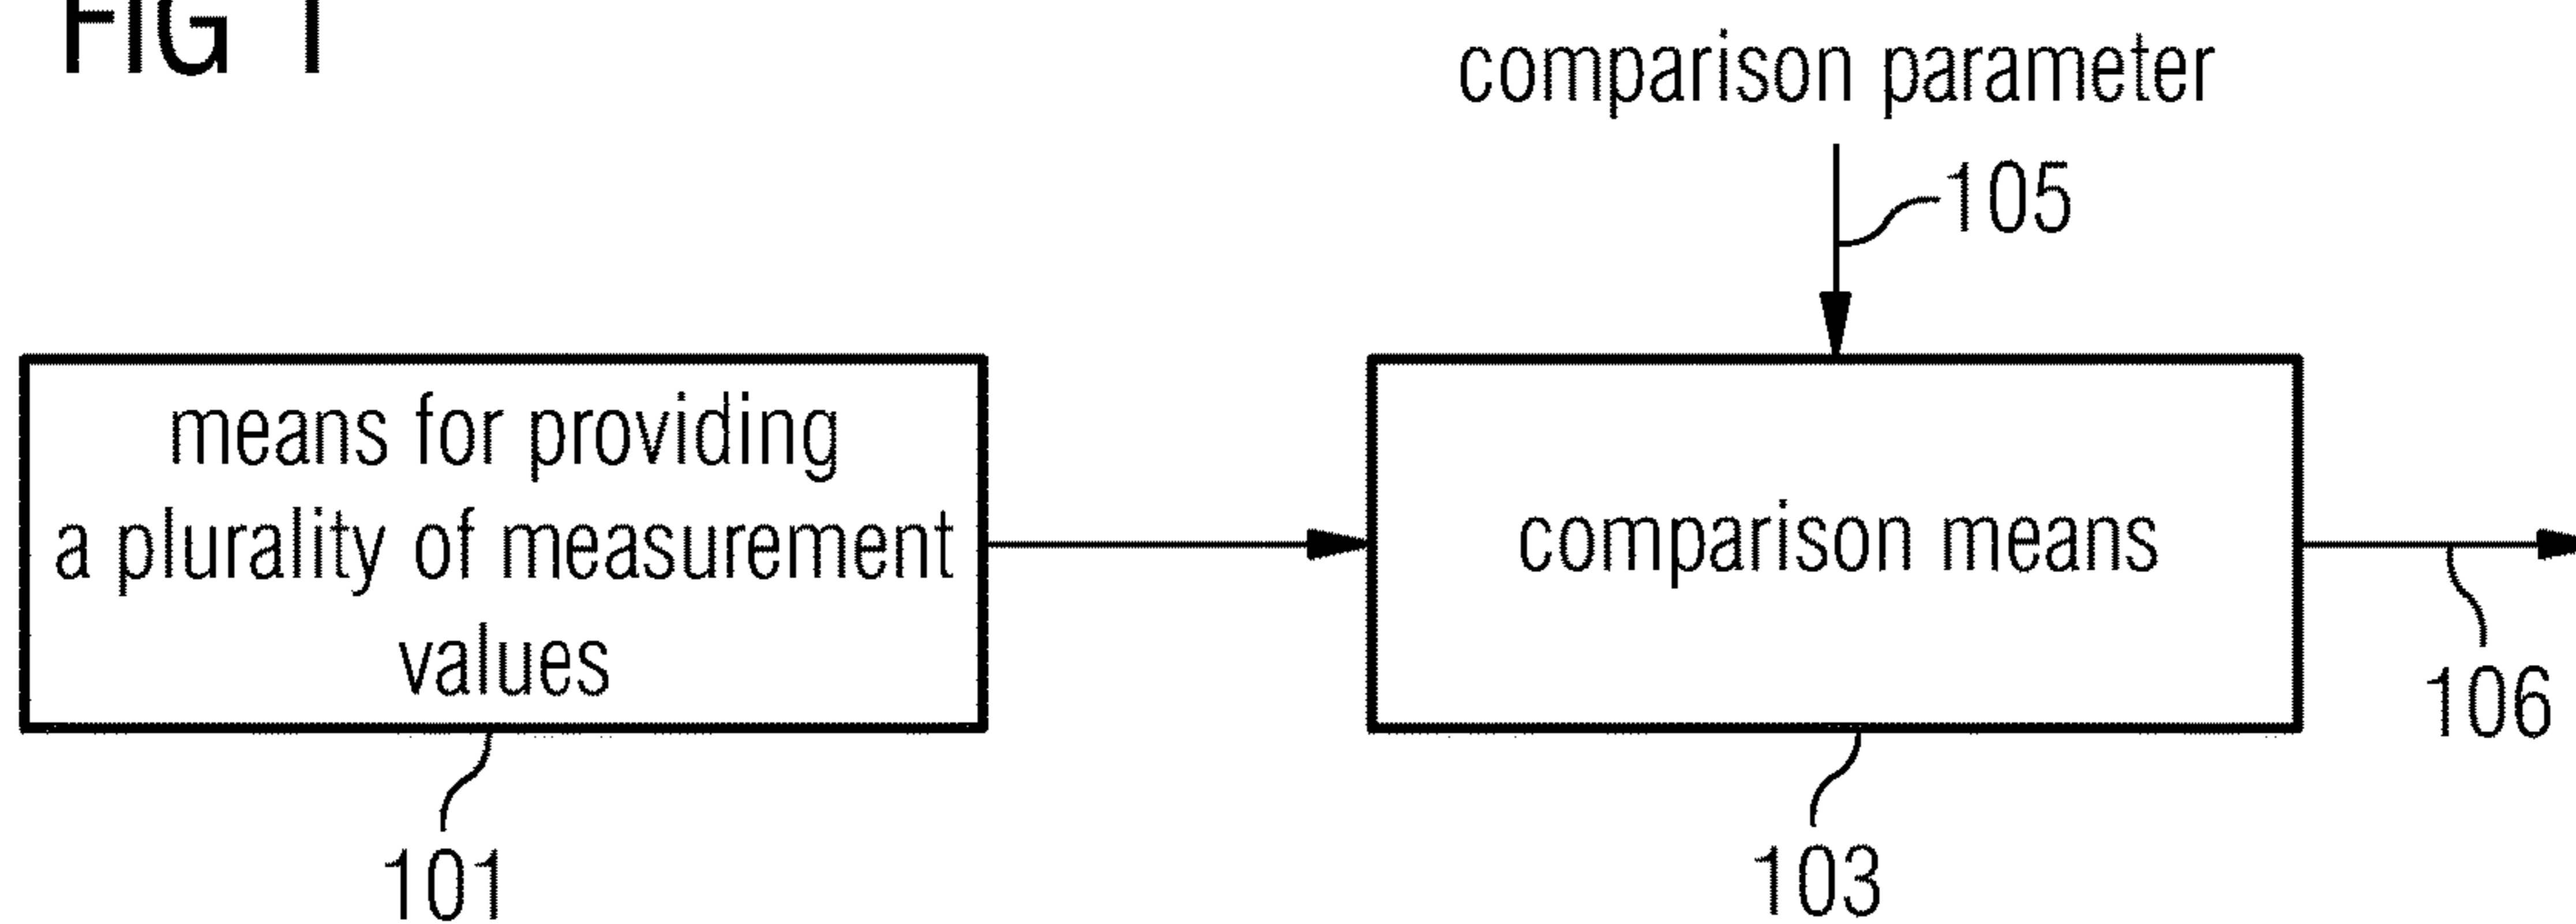 FIG 1
comparison parameter
105
means for providing
a plurality of measurement
values
comparison means
106
101
103